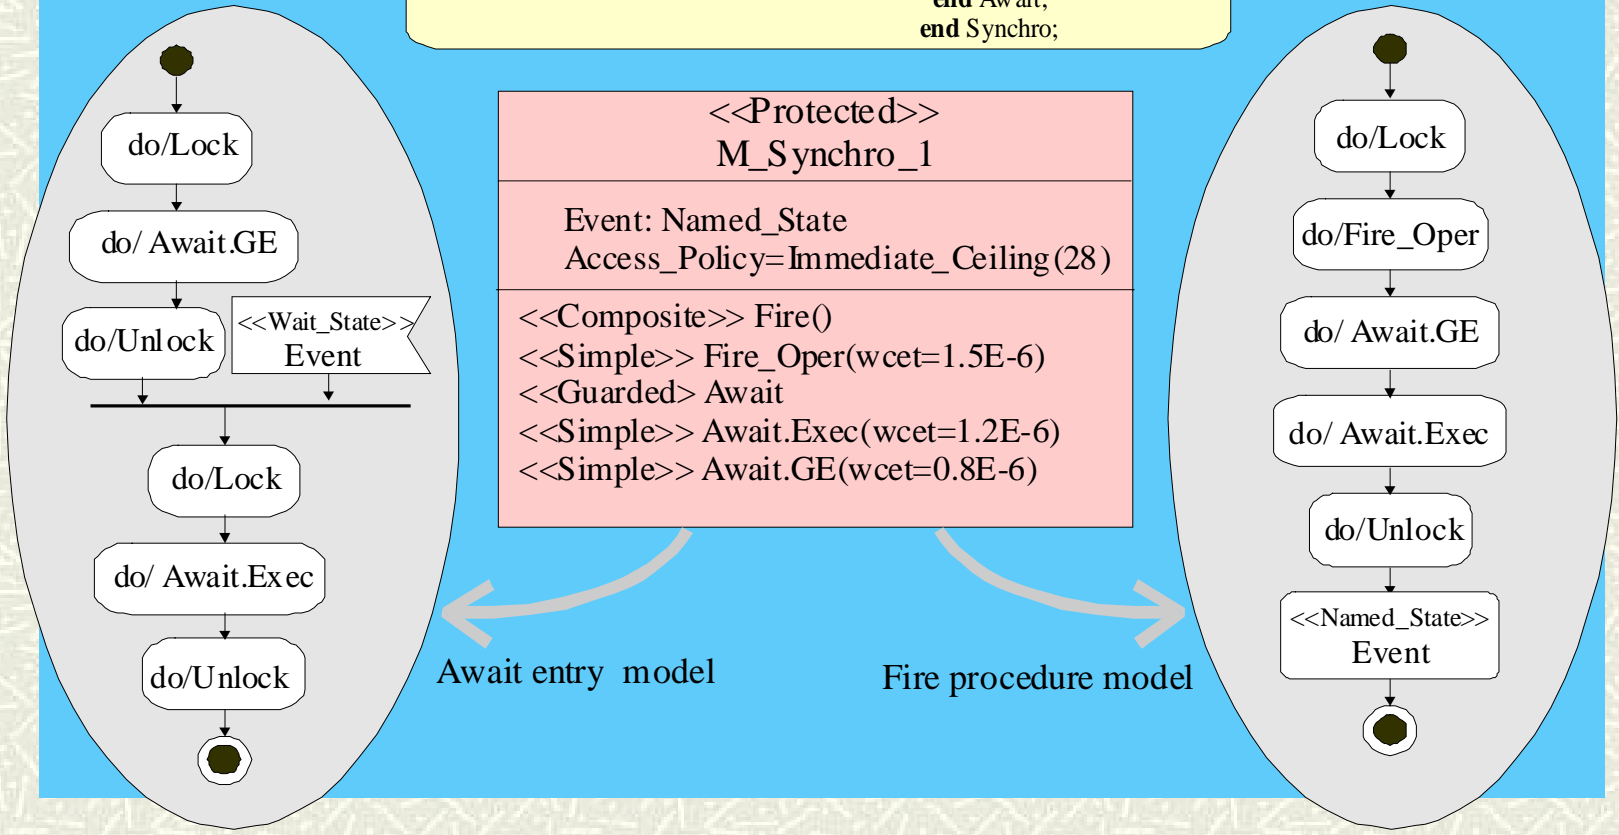 end Await;
end Synchro;
do/Lock
do/ Await.GE
do/Unlock
<<Wait_State>>
Event
do/Lock
do/ Await.Exec
do/Unlock
<<Protected>>
M_Synchro_1
Event: Named_State
Access_Policy=Immediate_Ceiling(28)
<<Composite>> Fire()
<<Simple>> Fire_Oper(wcet=1.5E-6)
<<Guarded> Await
<<Simple>> Await.Exec(wcet=1.2E-6)
<<Simple>> Await.GE(wcet=0.8E-6)
Await entry model
Fire procedure model
do/Lock
do/Fire_Oper
do/ Await.GE
do/ Await.Exec
do/Unlock
<<Named_State>>
Event